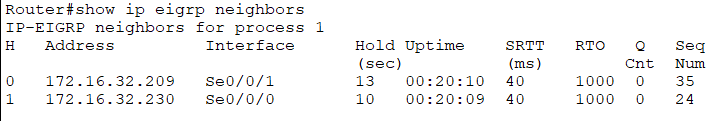 Router#show ip eigrp neighbors
IP-EIGRP neighbors for process 1
H   Address         Interface      Hold Uptime    SRTT   RTO   Q   Seq
                                   (sec)          (ms)         Cnt Num
0   172.16.32.209   Se0/0/1        13   00:20:10  40     1000  0   35
1   172.16.32.230   Se0/0/0        10   00:20:09  40     1000  0   24